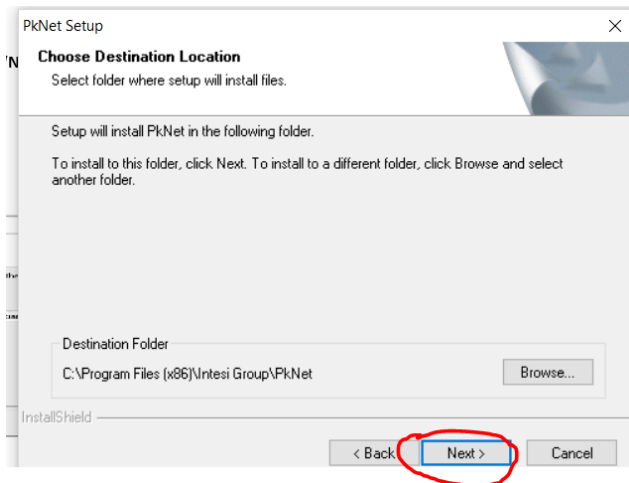 PkNet Setup
Choose Destination Location
Select folder where setup will install files.
Setup will install PkNet in the following folder.
To install to this folder, click Next. To install to a different folder, click Browse and select
another folder.
Destination Folder
C:\Program Files (x86)\Intesi Group\PkNet
Browse...
InstallShield
< Back
Next >
Cancel